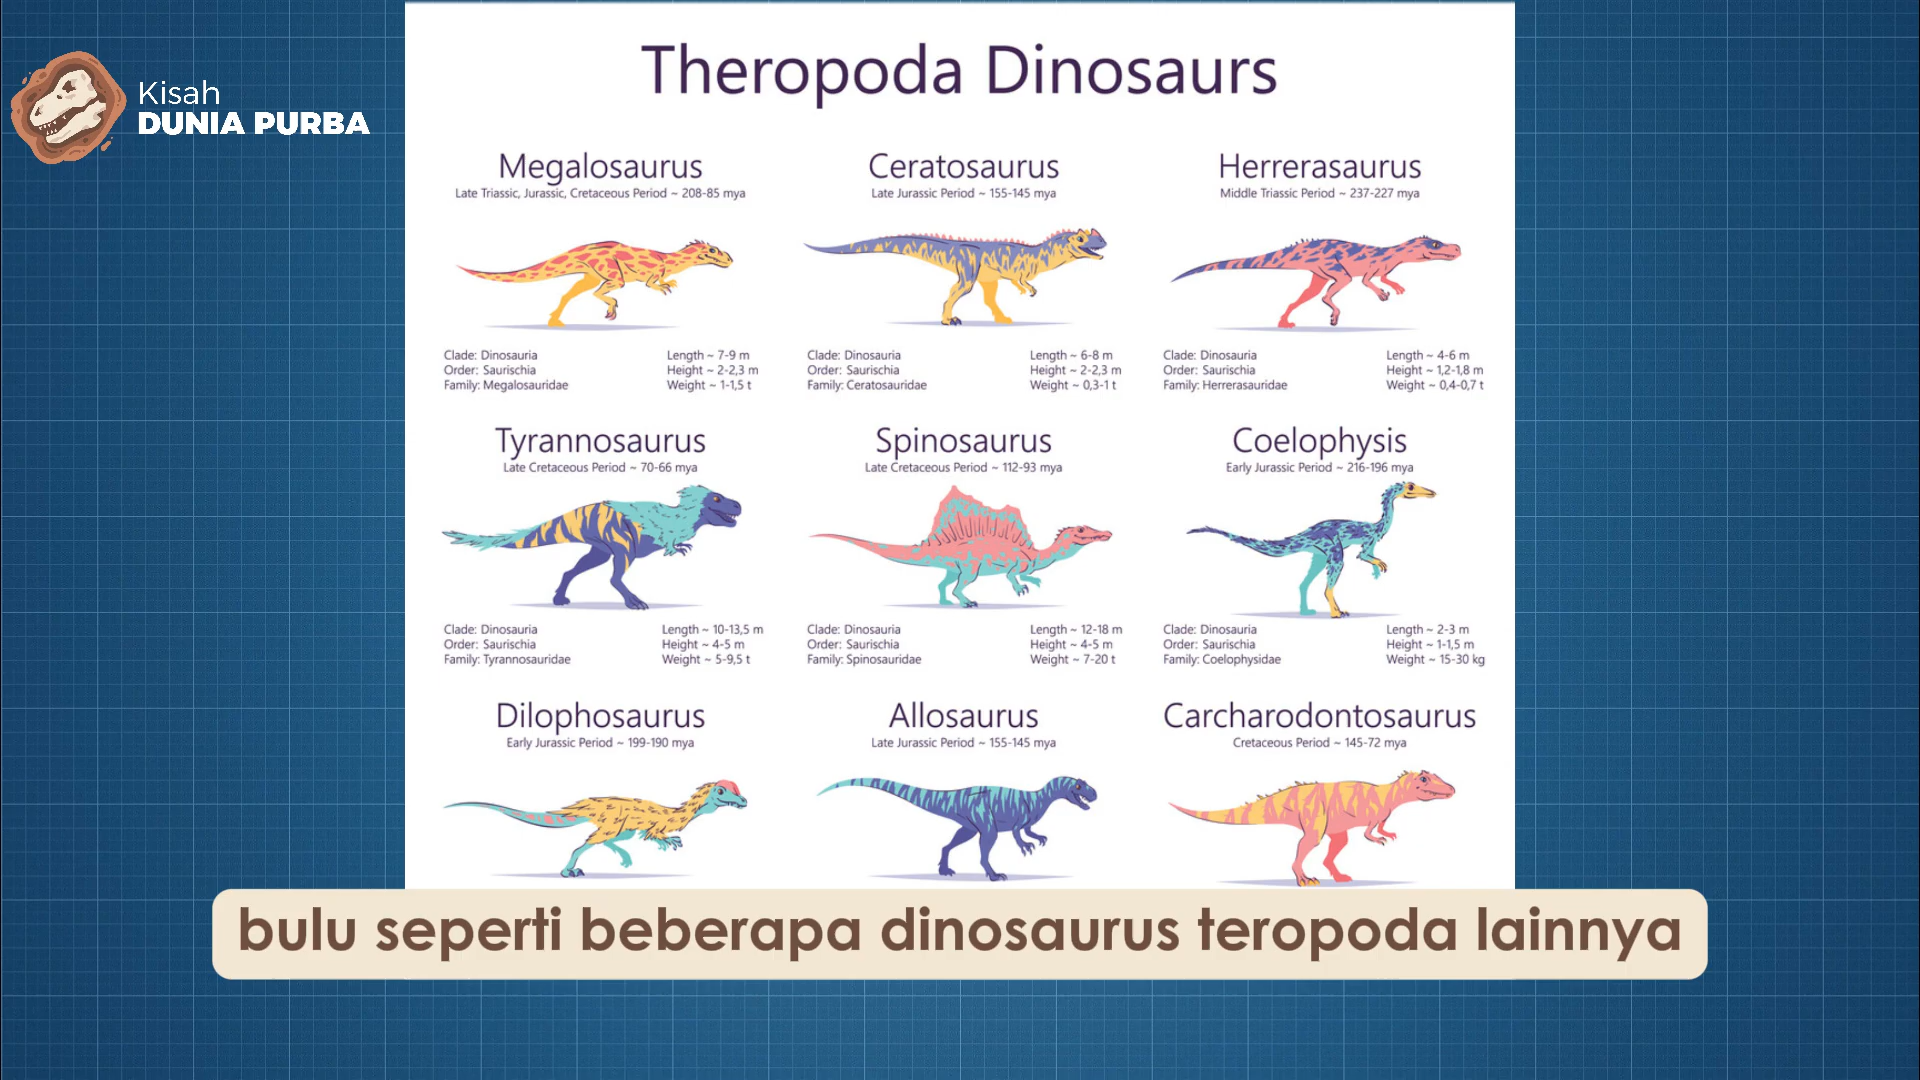 Kisah
DUNIA PURBA
Theropoda Dinosaurs
Megalosaurus
Late Triassic, Jurassic, Cretaceous Period ~ 208-85 mya
Clade: Dinosauria
Order: Saurischia
Family: Megalosauridae
Length ~ 7-9 m
Height ~ 2-2,3 m
Weight ~ 1-1,5 t
Ceratosaurus
Late Jurassic Period ~ 155-145 mya
Clade: Dinosauria
Order: Saurischia
Family: Ceratosauridae
Length ~ 6-8 m
Height ~ 2-2,3 m
Weight ~ 0,3-1 t
Herrerasaurus
Middle Triassic Period ~ 237-227 mya
Clade: Dinosauria
Order: Saurischia
Family: Herrerasauridae
Length ~ 4-6 m
Height ~ 1,2-1,8 m
Weight ~ 0,4-0,7 t
Tyrannosaurus
Late Cretaceous Period ~ 70-66 mya
Clade: Dinosauria
Order: Saurischia
Family: Tyrannosauridae
Length ~ 10-13,5 m
Height ~ 4-5 m
Weight ~ 5-9,5 t
Spinosaurus
Late Cretaceous Period ~ 112-93 mya
Clade: Dinosauria
Order: Saurischia
Family: Spinosauridae
Length ~ 12-18 m
Height ~ 4-5 m
Weight ~ 7-20 t
Coelophysis
Early Jurassic Period ~ 216-196 mya
Clade: Dinosauria
Order: Saurischia
Family: Coelophysidae
Length ~ 2-3 m
Height ~ 1-1,5 m
Weight ~ 15-30 kg
Dilophosaurus
Early Jurassic Period ~ 199-190 mya
Allosaurus
Late Jurassic Period ~ 155-145 mya
Carcharodontosaurus
Cretaceous Period ~ 145-72 mya
bulu seperti beberapa dinosaurus teropoda lainnya